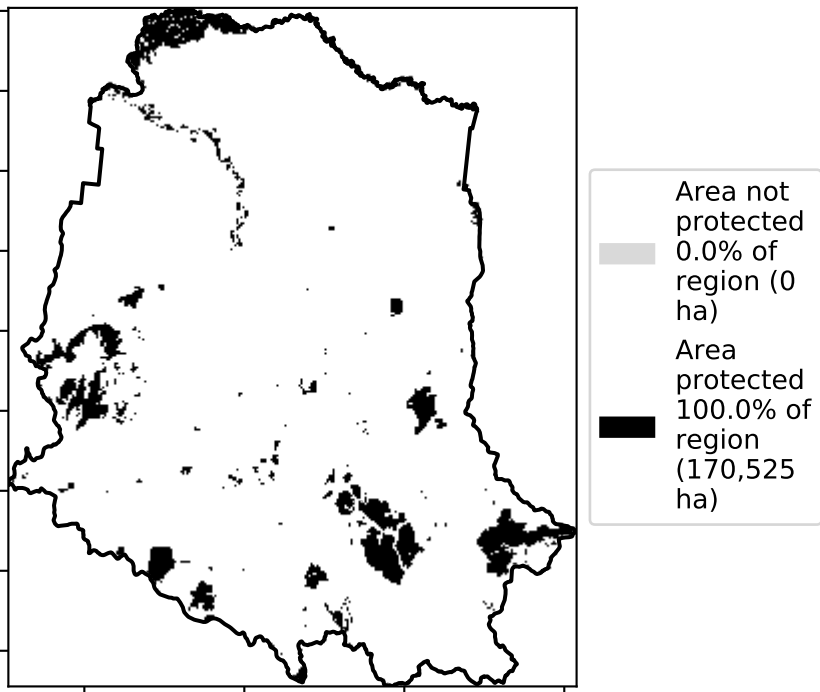 Area not
protected
0.0% of
region (0
ha)
Area
protected
100.0% of
region
(170,525
ha)